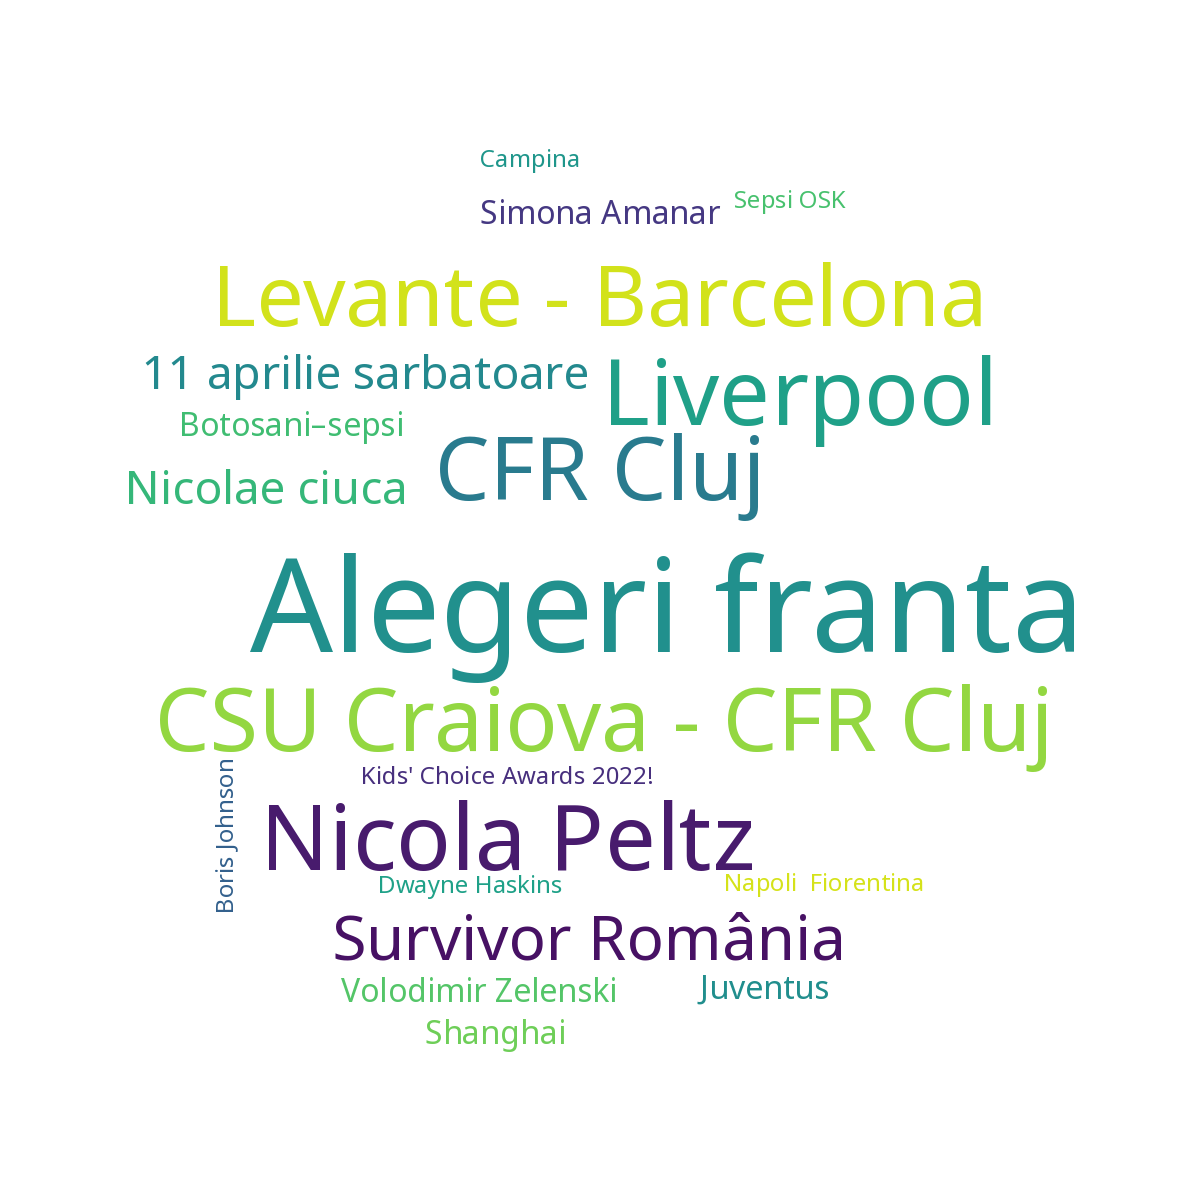 Campina
Simona Amanar
Sepsi OSK
Levante - Barcelona
11 aprilie sarbatoare
Liverpool
Botosani–sepsi
CFR Cluj
Nicolae ciuca
Alegeri franta
CSU Craiova - CFR Cluj
Boris Johnson
Kids' Choice Awards 2022!
Nicola Peltz
Dwayne Haskins
Napoli  Fiorentina
Survivor România
Volodimir Zelenski
Juventus
Shanghai